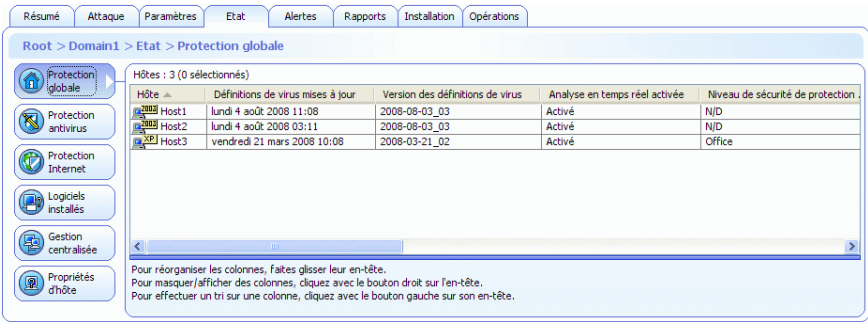 Résumé Attaque Paramètres Etat Alertes Rapports Installation Opérations
Root > Domain1 > Etat > Protection globale
Protection
globale
Protection
antivirus
Protection
Internet
Logiciels
installés
Gestion
centralisée
Propriétés
d'hôte
Hôtes : 3 (0 sélectionnés)
Hôte Définitions de virus mises à jour Version des définitions de virus Analyse en temps réel activée Niveau de sécurité de protection .
2003 Host1 lundi 4 août 2008 11:08 2008-08-03_03 Activé N/D
2003 Host2 lundi 4 août 2008 03:11 2008-08-03_03 Activé N/D
XP Host3 vendredi 21 mars 2008 10:08 2008-03-21_02 Activé Office
Pour réorganiser les colonnes, faites glisser leur en-tête.
Pour masquer/afficher des colonnes, cliquez avec le bouton droit sur l'en-tête.
Pour effectuer un tri sur une colonne, cliquez avec le bouton gauche sur son en-tête.